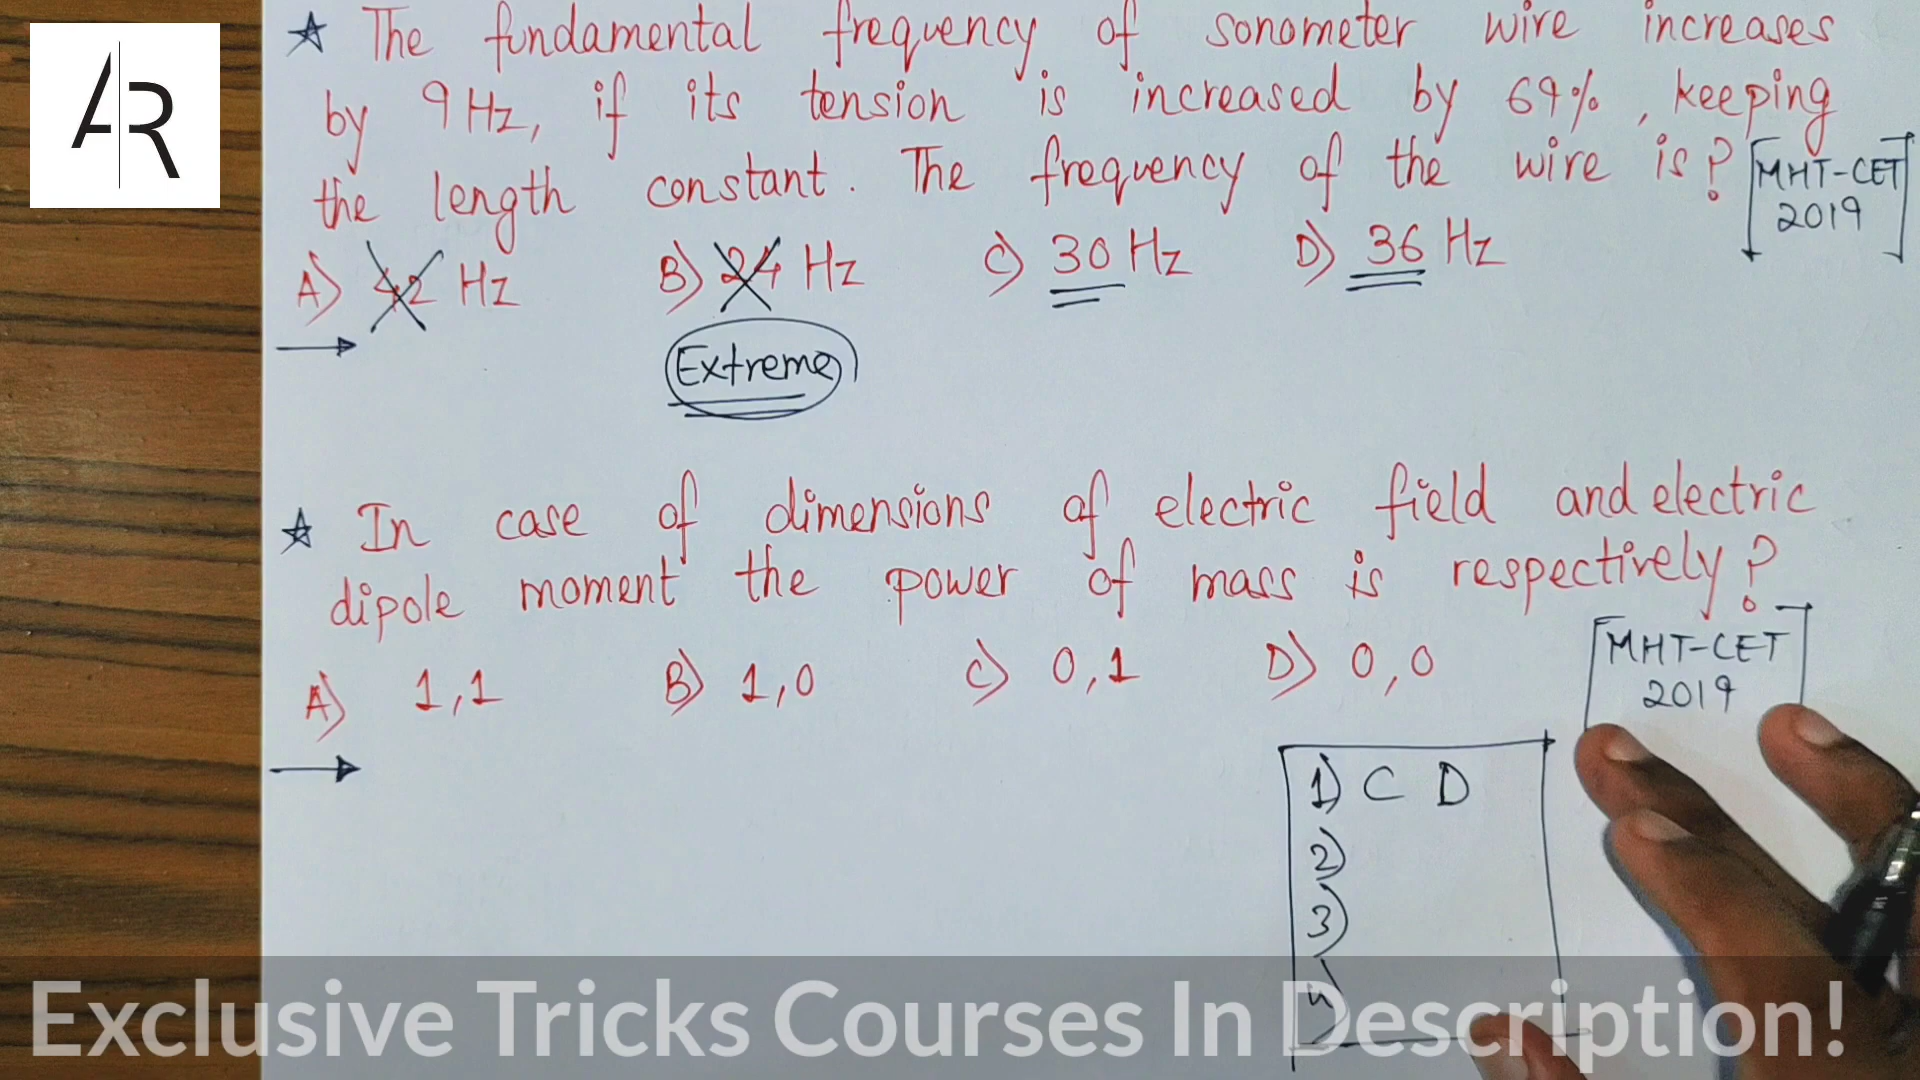 AR
☆ The fundamental frequency of sonometer wire increases
by 9 Hz, if its tension is increased by 69%, keeping
the length constant. The frequency of the wire is?
[MHT-CET
2019]
A) 42 Hz B) 24 Hz C) 30 Hz D) 36 Hz
Extreme
☆ In case of dimensions of electric field and electric
dipole moment the power of mass is respectively?
[MHT-CET
2019
A) 1,1 B) 1,0 C) 0,1 D) 0,0
1) C D
2)
3)
4)
Exclusive Tricks Courses In Description!